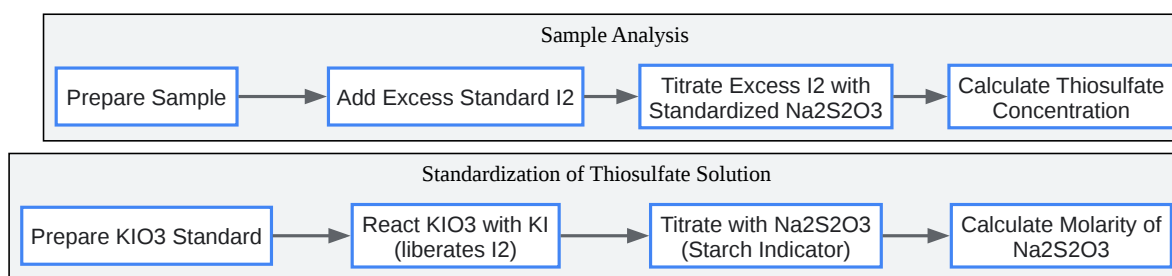 Sample Analysis
Prepare Sample
Add Excess Standard I2
Titrate Excess I2 with
Standardized Na2S2O3
Calculate Thiosulfate
Concentration
Standardization of Thiosulfate Solution
Prepare KIO3 Standard
React KIO3 with KI
(liberates I2)
Titrate with Na2S2O3
(Starch Indicator)
Calculate Molarity of
Na2S2O3